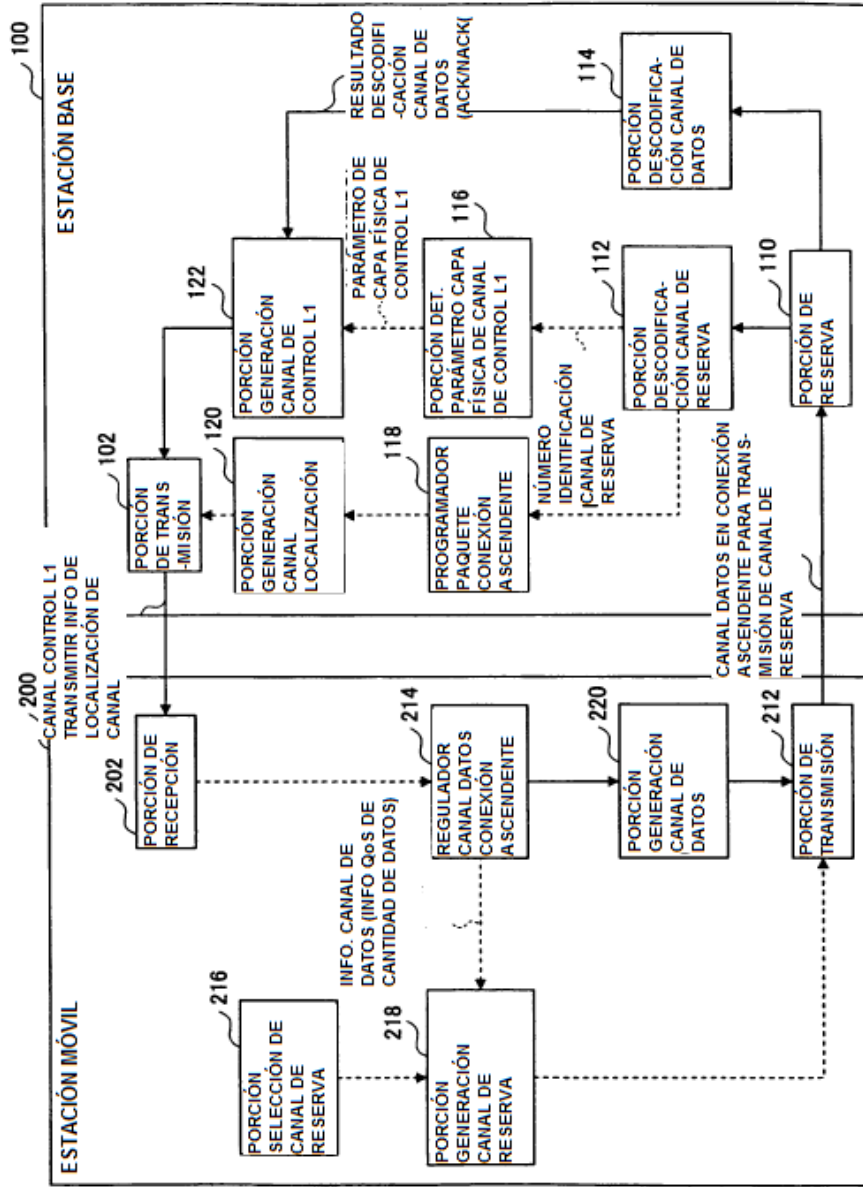 ESTACIÓN MÓVIL
216
PORCIÓN
SELECCIÓN DE
CANAL DE
RESERVA
218
PORCIÓN
GENERACIÓN
CANAL DE
RESERVA
INFO. CANAL DE
DATOS (INFO QoS DE
CANTIDAD DE DATOS)
202
PORCIÓN DE
RECEPCIÓN
214
REGULADOR
CANAL DATOS
CONEXIÓN
ASCENDENTE
220
PORCIÓN
GENERACIÓN
CANAL DE
DATOS
212
PORCIÓN DE
TRANSMISIÓN
200
CANAL CONTROL L1
TRANSMITIR INFO DE
LOCALIZACIÓN DE
CANAL
CANAL DATOS EN CONEXIÓN
ASCENDENTE PARA TRANS-
MISIÓN DE CANAL DE
RESERVA
100
ESTACIÓN BASE
102
PORCIÓN
DE TRANS
-MISIÓN
120
PORCIÓN
GENERACIÓN
CANAL
LOCALIZACIÓN
118
PROGRAMADOR
PAQUETE
CONEXIÓN
ASCENDENTE
NÚMERO
IDENTIFICACIÓN
CANAL DE
RESERVA
122
PORCIÓN
GENERACIÓN
CANAL DE
CONTROL L1
PARÁMETRO DE
CAPA FÍSICA DE
CONTROL L1
116
PORCIÓN DET.
PARÁMETRO CAPA
FÍSICA DE CANAL
DE CONTROL L1
112
PORCIÓN
DESCODIFICA-
CIÓN CANAL DE
RESERVA
110
PORCIÓN DE
RESERVA
RESULTADO
DESCODIFI
-CACIÓN
CANAL DE
DATOS
(ACK/NACK(
114
PORCIÓN
DESCODIFICA-
CIÓN CANAL DE
DATOS